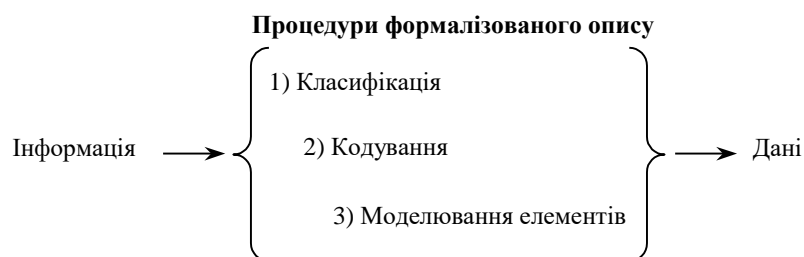 Процедури формалізованого опису
1) Класифікація
Інформація
2) Кодування
Дані
3) Моделювання елементів